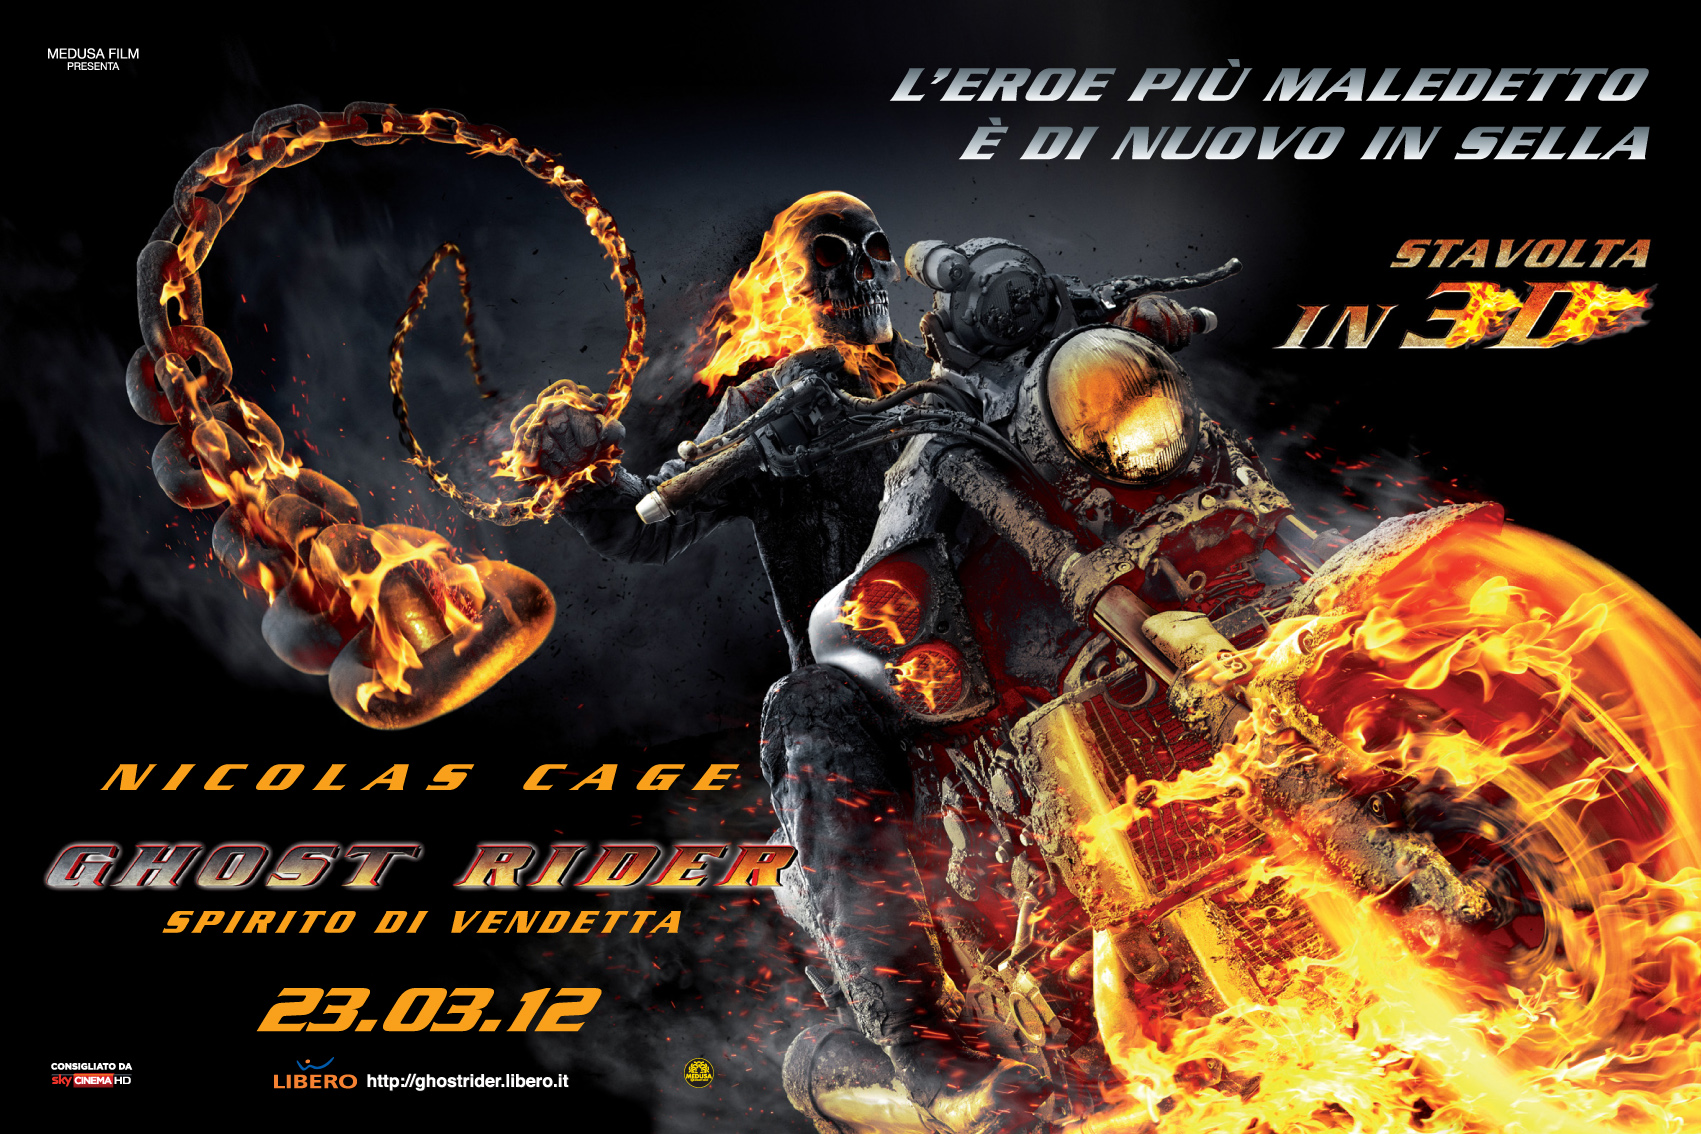 MEDUSA FILM
PRESENTA
L'EROE PIÙ MALEDETTO
È DI NUOVO IN SELLA
STAVOLTA
IN 3D
NICOLAS CAGE
GHOST RIDER
SPIRITO DI VENDETTA
23.03.12
CONSIGLIATO DA
sky CINEMA HD
LIBERO http://ghostrider.libero.it
MEDUSA